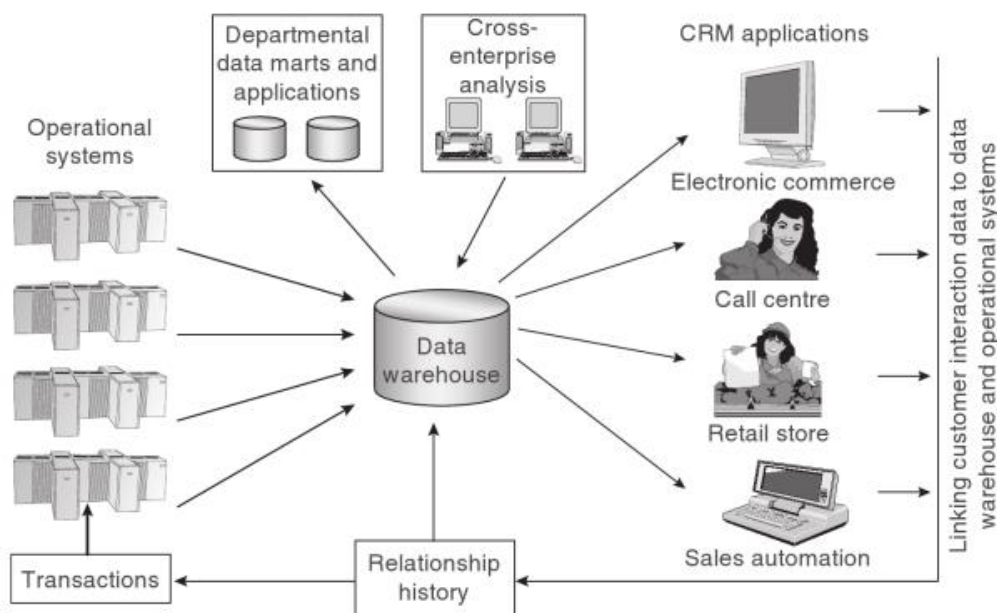 Departmental
data marts and
applications
Cross-
enterprise
analysis
CRM applications
Operational
systems
Electronic commerce
Call centre
Data
warehouse
Retail store
Sales automation
Transactions
Relationship
history
Linking customer interaction data to data
warehouse and operational systems